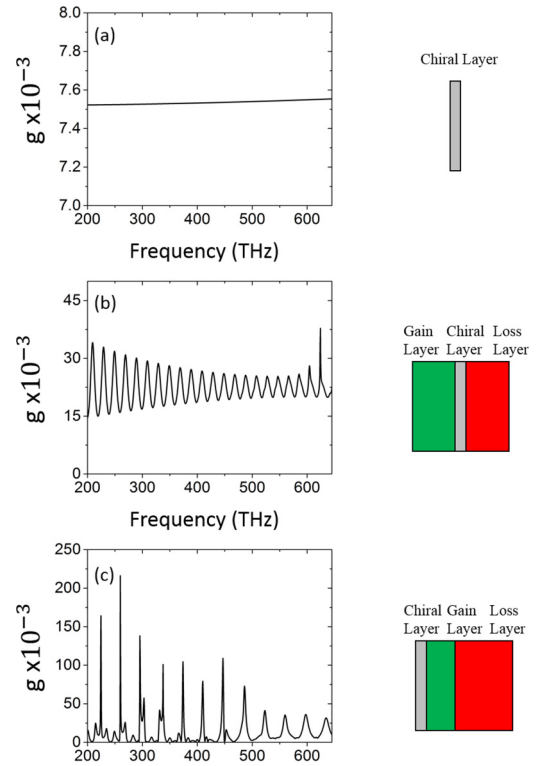 (a)
g x10⁻³
8.0
7.8
7.6
7.4
7.2
7.0
200 300 400 500 600
Frequency (THz)
Chiral Layer
(b)
g x10⁻³
45
30
15
0
200 300 400 500 600
Frequency (THz)
Gain Chiral Loss
Layer Layer Layer
(c)
g x10⁻³
250
200
150
100
50
0
200 300 400 500 600
Chiral Gain Loss
Layer Layer Layer